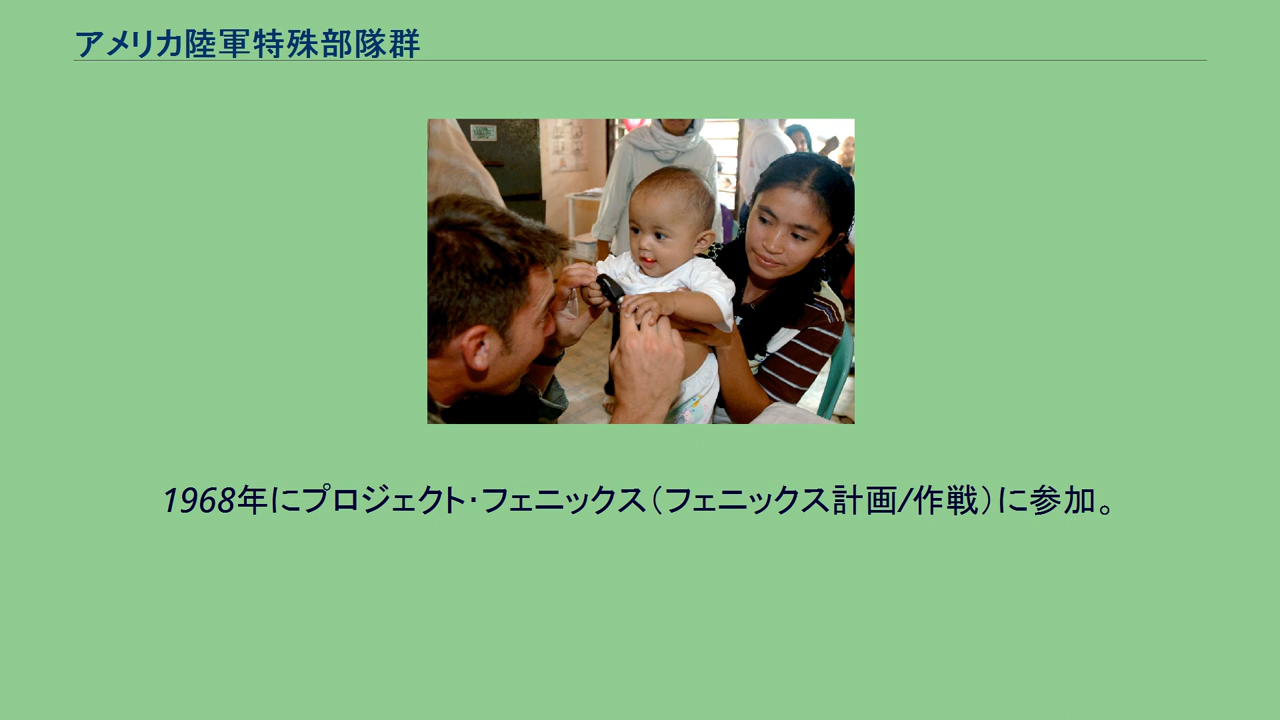 アメリカ陸軍特殊部隊群
1968年にプロジェクト・フェニックス（フェニックス計画/作戦）に参加。